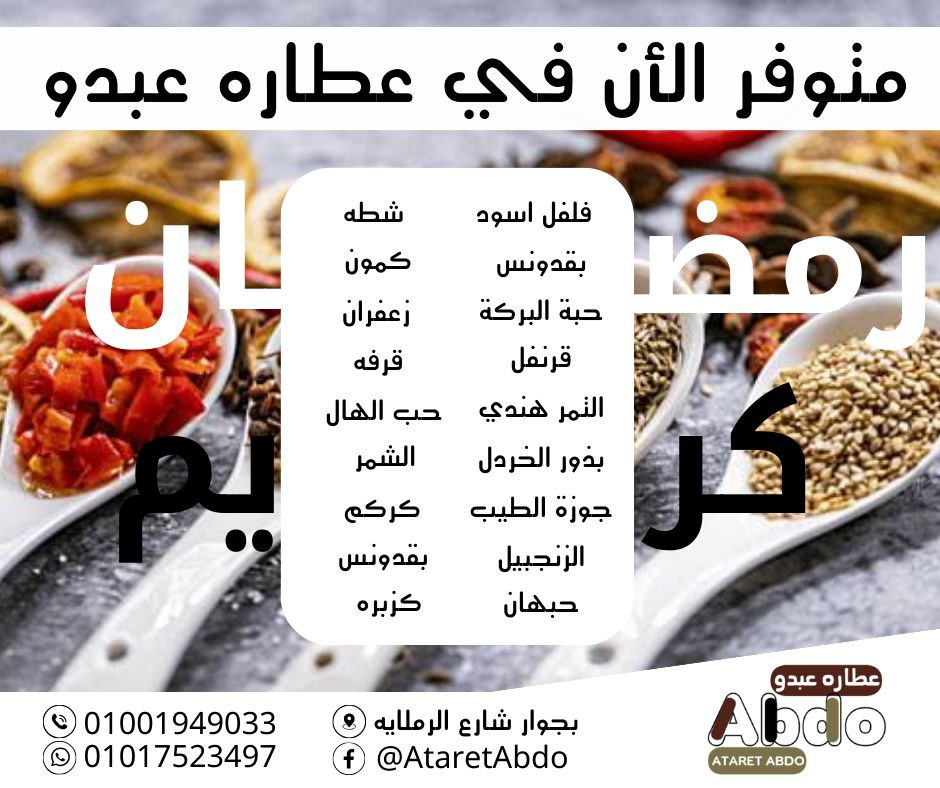 متوفر الأن في عطاره عبدو
رمضان
كريم
فلفل اسود
بقدونس
حبة البركة
قرنفل
التمر هندي
بذور الخردل
جوزة الطيب
الزنجبيل
حبهان
شطه
كمون
زعفران
قرفه
حب الهال
الشمر
كركم
بقدونس
كزبره
بجوار شارع الرملايه
@AtaretAbdo
01001949033
01017523497
عطاره عبدو
Abdo
ATARET ABDO